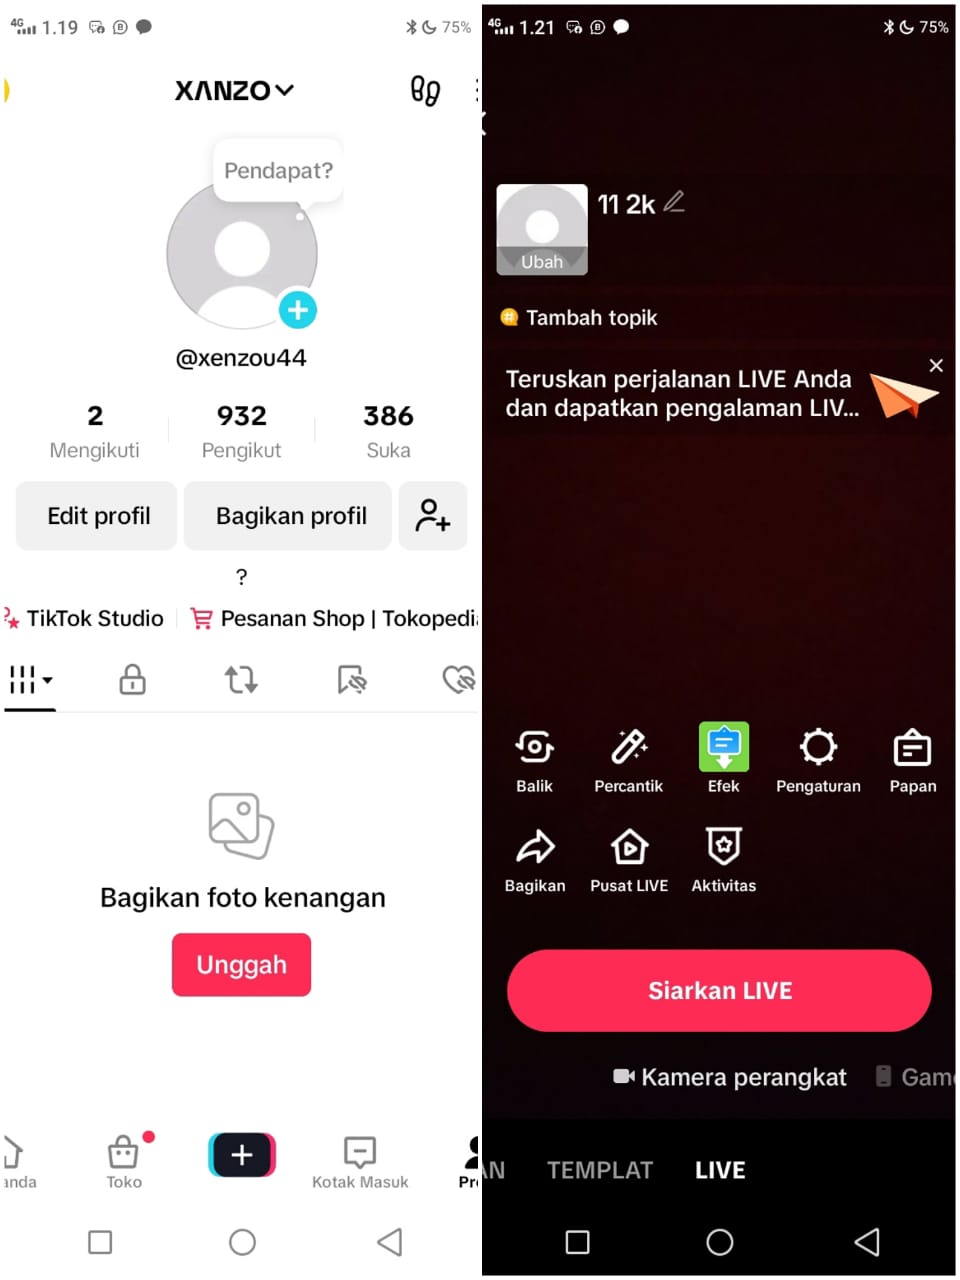 4G 1.19 75%
XΛNZO
Pendapat?
@xenzou44
2 932 386
Mengikuti Pengikut Suka
Edit profil Bagikan profil
?
TikTok Studio Pesanan Shop | Tokopedi
Bagikan foto kenangan
Unggah
anda Toko Kotak Masuk Pr
4G 1.21 75%
11 2k
Ubah
Tambah topik
Teruskan perjalanan LIVE Anda
dan dapatkan pengalaman LIV...
Balik Percantik Efek Pengaturan Papan
Bagikan Pusat LIVE Aktivitas
Siarkan LIVE
Kamera perangkat Gam
AN TEMPLAT LIVE